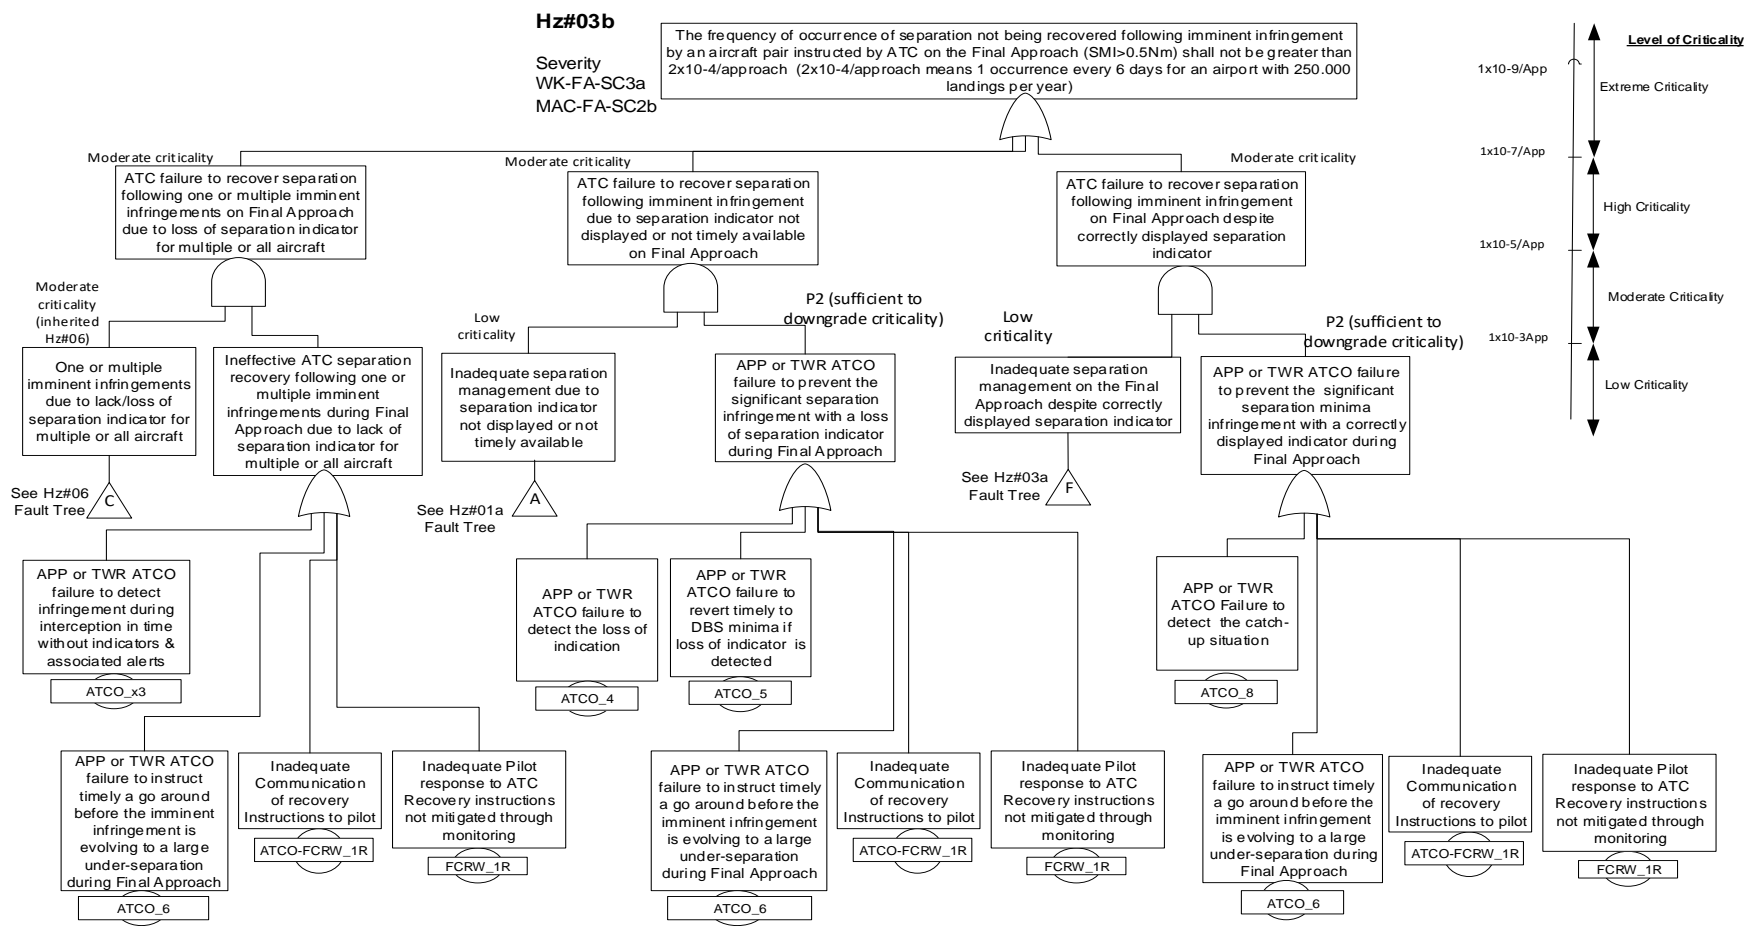 Hz#03b
Severity
WK-FA-SC3a
MAC-FA-SC2b
The frequency of occurrence of separation not being recovered following imminent infringement
by an aircraft pair instructed by ATC on the Final Approach (SMI>0.5Nm) shall not be greater than
2x10-4/approach (2x10-4/approach means 1 occurrence every 6 days for an airport with 250.000
landings per year)
Level of Criticality
1x10-9/App
Extreme Criticality
1x10-7/App
High Criticality
1x10-5/App
Moderate Criticality
1x10-3App
Low Criticality
Moderate criticality
ATC failure to recover separation
following one or multiple imminent
infringements on Final Approach
due to loss of separation indicator
for multiple or all aircraft
Moderate criticality
ATC failure to recover separation
following imminent infringement
due to separation indicator not
displayed or not timely available
on Final Approach
Moderate criticality
ATC failure to recover separation
following imminent infringement
on Final Approach despite
correctly displayed separation
indicator
Moderate
criticality
(inherited
Hz#06)
One or multiple
imminent infringements
due to lack/loss of
separation indicator for
multiple or all aircraft
See Hz#06
Fault Tree
C
Ineffective ATC separation
recovery following one or
multiple imminent
infringements during Final
Approach due to lack of
separation indicator for
multiple or all aircraft
Low
criticality
Inadequate separation
management due to
separation indicator
not displayed or not
timely available
See Hz#01a
Fault Tree
A
P2 (sufficient to
downgrade criticality)
APP or TWR ATCO
failure to prevent the
significant separation
infringement with a loss
of separation indicator
during Final Approach
Low
criticality
Inadequate separation
management on the Final
Approach despite correctly
displayed separation indicator
See Hz#03a
Fault Tree
F
P2 (sufficient to
downgrade criticality)
APP or TWR ATCO failure
to prevent the significant
separation minima
infringement with a correctly
displayed indicator during
Final Approach
APP or TWR ATCO
failure to detect
infringement during
interception in time
without indicators &
associated alerts
ATCO_x3
APP or TWR
ATCO failure to
detect the loss of
indication
ATCO_4
APP or TWR
ATCO failure to
revert timely to
DBS minima if
loss of indicator is
detected
ATCO_5
APP or TWR
ATCO Failure to
detect the catch-
up situation
ATCO_8
APP or TWR ATCO
failure to instruct
timely a go around
before the imminent
infringement is
evolving to a large
under-separation
during Final Approach
ATCO_6
Inadequate
Communication
of recovery
Instructions to pilot
ATCO-FCRW_1R
Inadequate Pilot
response to ATC
Recovery instructions
not mitigated through
monitoring
FCRW_1R
APP or TWR ATCO
failure to instruct timely
a go around before the
imminent infringement
is evolving to a large
under-separation
during Final Approach
ATCO_6
Inadequate
Communication
of recovery
Instructions to pilot
ATCO-FCRW_1R
Inadequate Pilot
response to ATC
Recovery instructions
not mitigated through
monitoring
FCRW_1R
APP or TWR ATCO
failure to instruct timely
a go around before the
imminent infringement
is evolving to a large
under-separation during
Final Approach
ATCO_6
Inadequate
Communication
of recovery
Instructions to pilot
ATCO-FCRW_1R
Inadequate Pilot
response to ATC
Recovery instructions
not mitigated through
monitoring
FCRW_1R